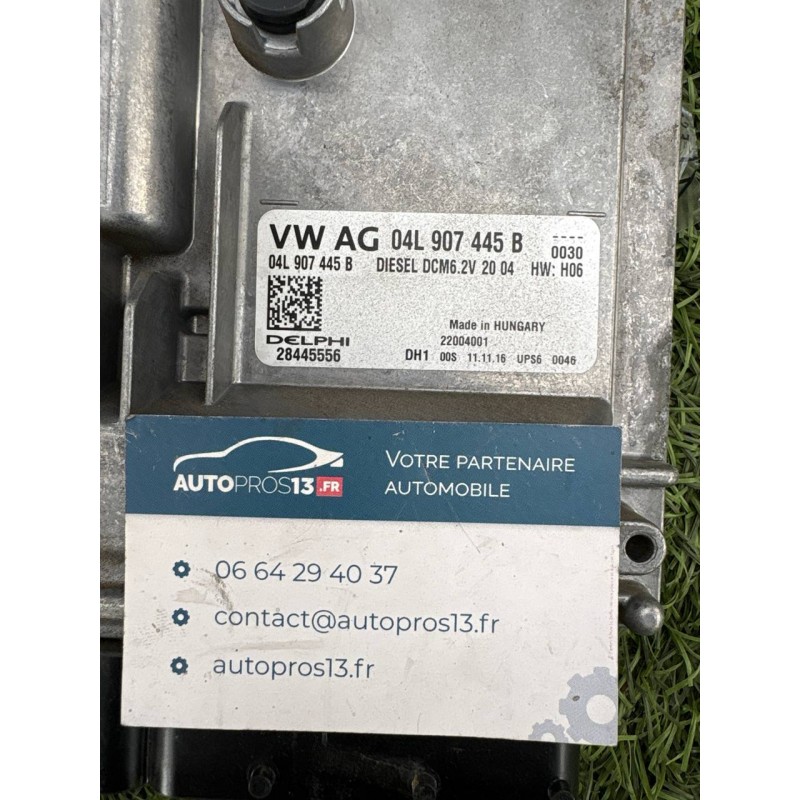 VW AG 04L 907 445 B ----
0030
04L 907 445 B DIESEL DCM6.2V 20 04 HW: H06
Made in HUNGARY
DELPHI 22004001
28445556 DH1 00S 11.11.16 UPS6 0046
AUTOPROS13.FR
VOTRE PARTENAIRE
AUTOMOBILE
06 64 29 40 37
contact@autopros13.fr
autopros13.fr